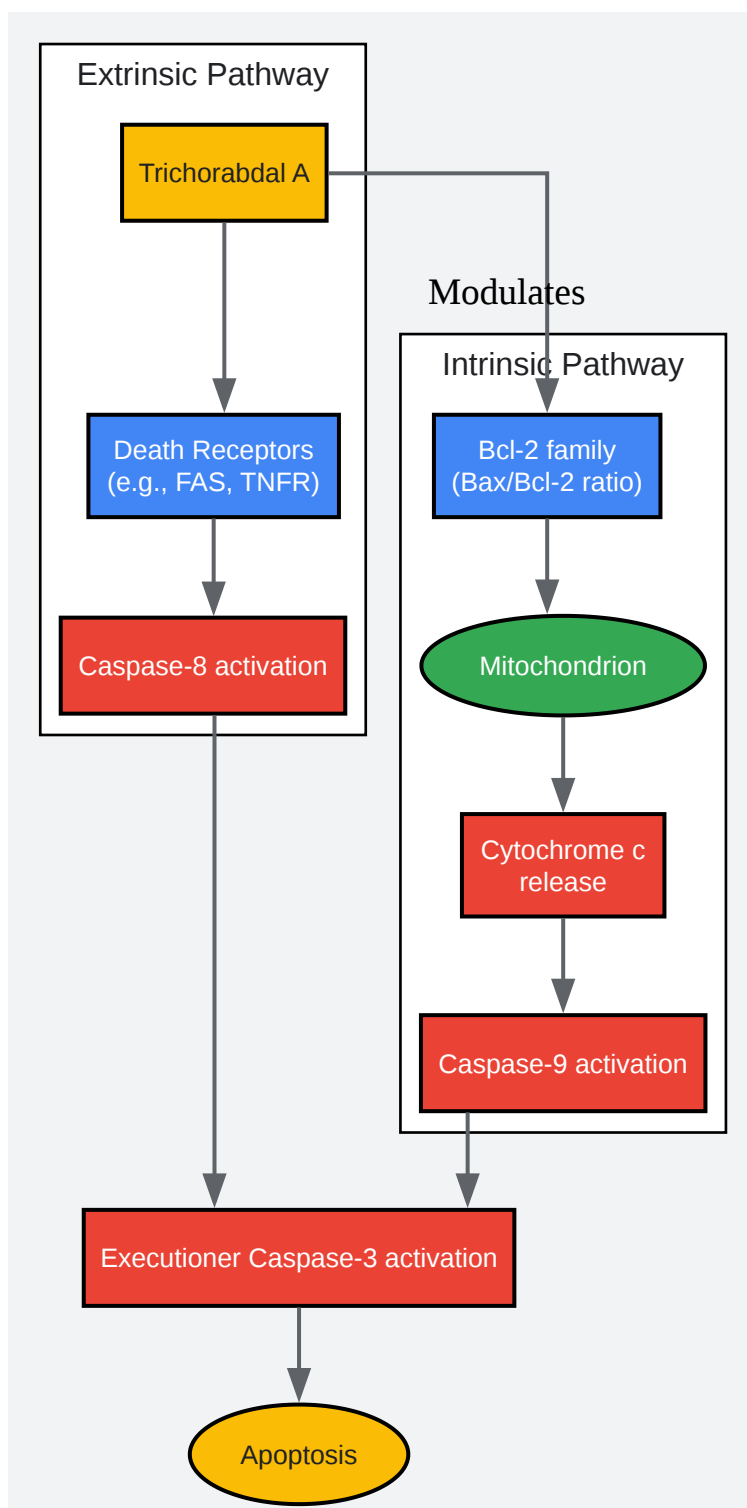 Extrinsic Pathway
Trichorabdal A
Modulates
Intrinsic Pathway
Death Receptors
(e.g., FAS, TNFR)
Bcl-2 family
(Bax/Bcl-2 ratio)
Caspase-8 activation
Mitochondrion
Cytochrome c
release
Caspase-9 activation
Executioner Caspase-3 activation
Apoptosis